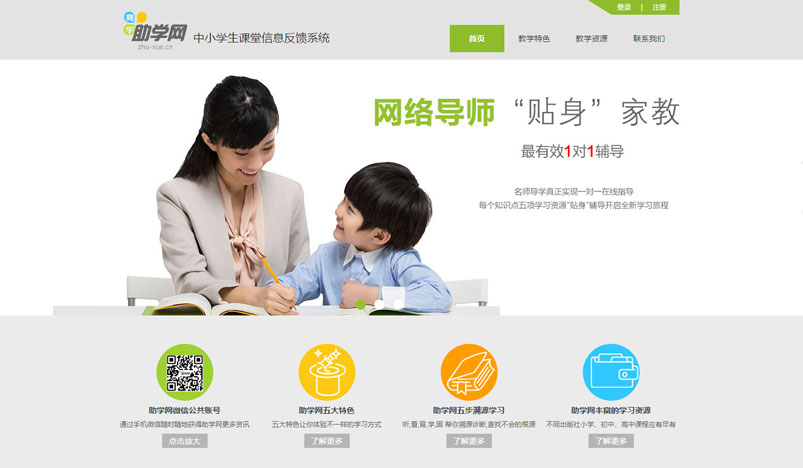 登录 | 注册
助学网
zhu-xue.cn
中小学生课堂信息反馈系统
首页 教学特色 教学资源 联系我们
网络导师 “贴身”家教
最有效1对1辅导
名师导学真正实现一对一在线指导
每个知识点五项学习资源"贴身"辅导开启全新学习旅程
助学网微信公共账号 助学网五大特色 助学网五步溯源学习 助学网丰富的学习资源
通过手机微信随时随地获得助学网更多资讯 五大特色让你体验不一样的学习方式 听,看,背,学,测 帮你溯源诊断,查找不会的根源 不同出版社小学、初中、高中课程应有尽有
点击放大 了解更多 了解更多 了解更多